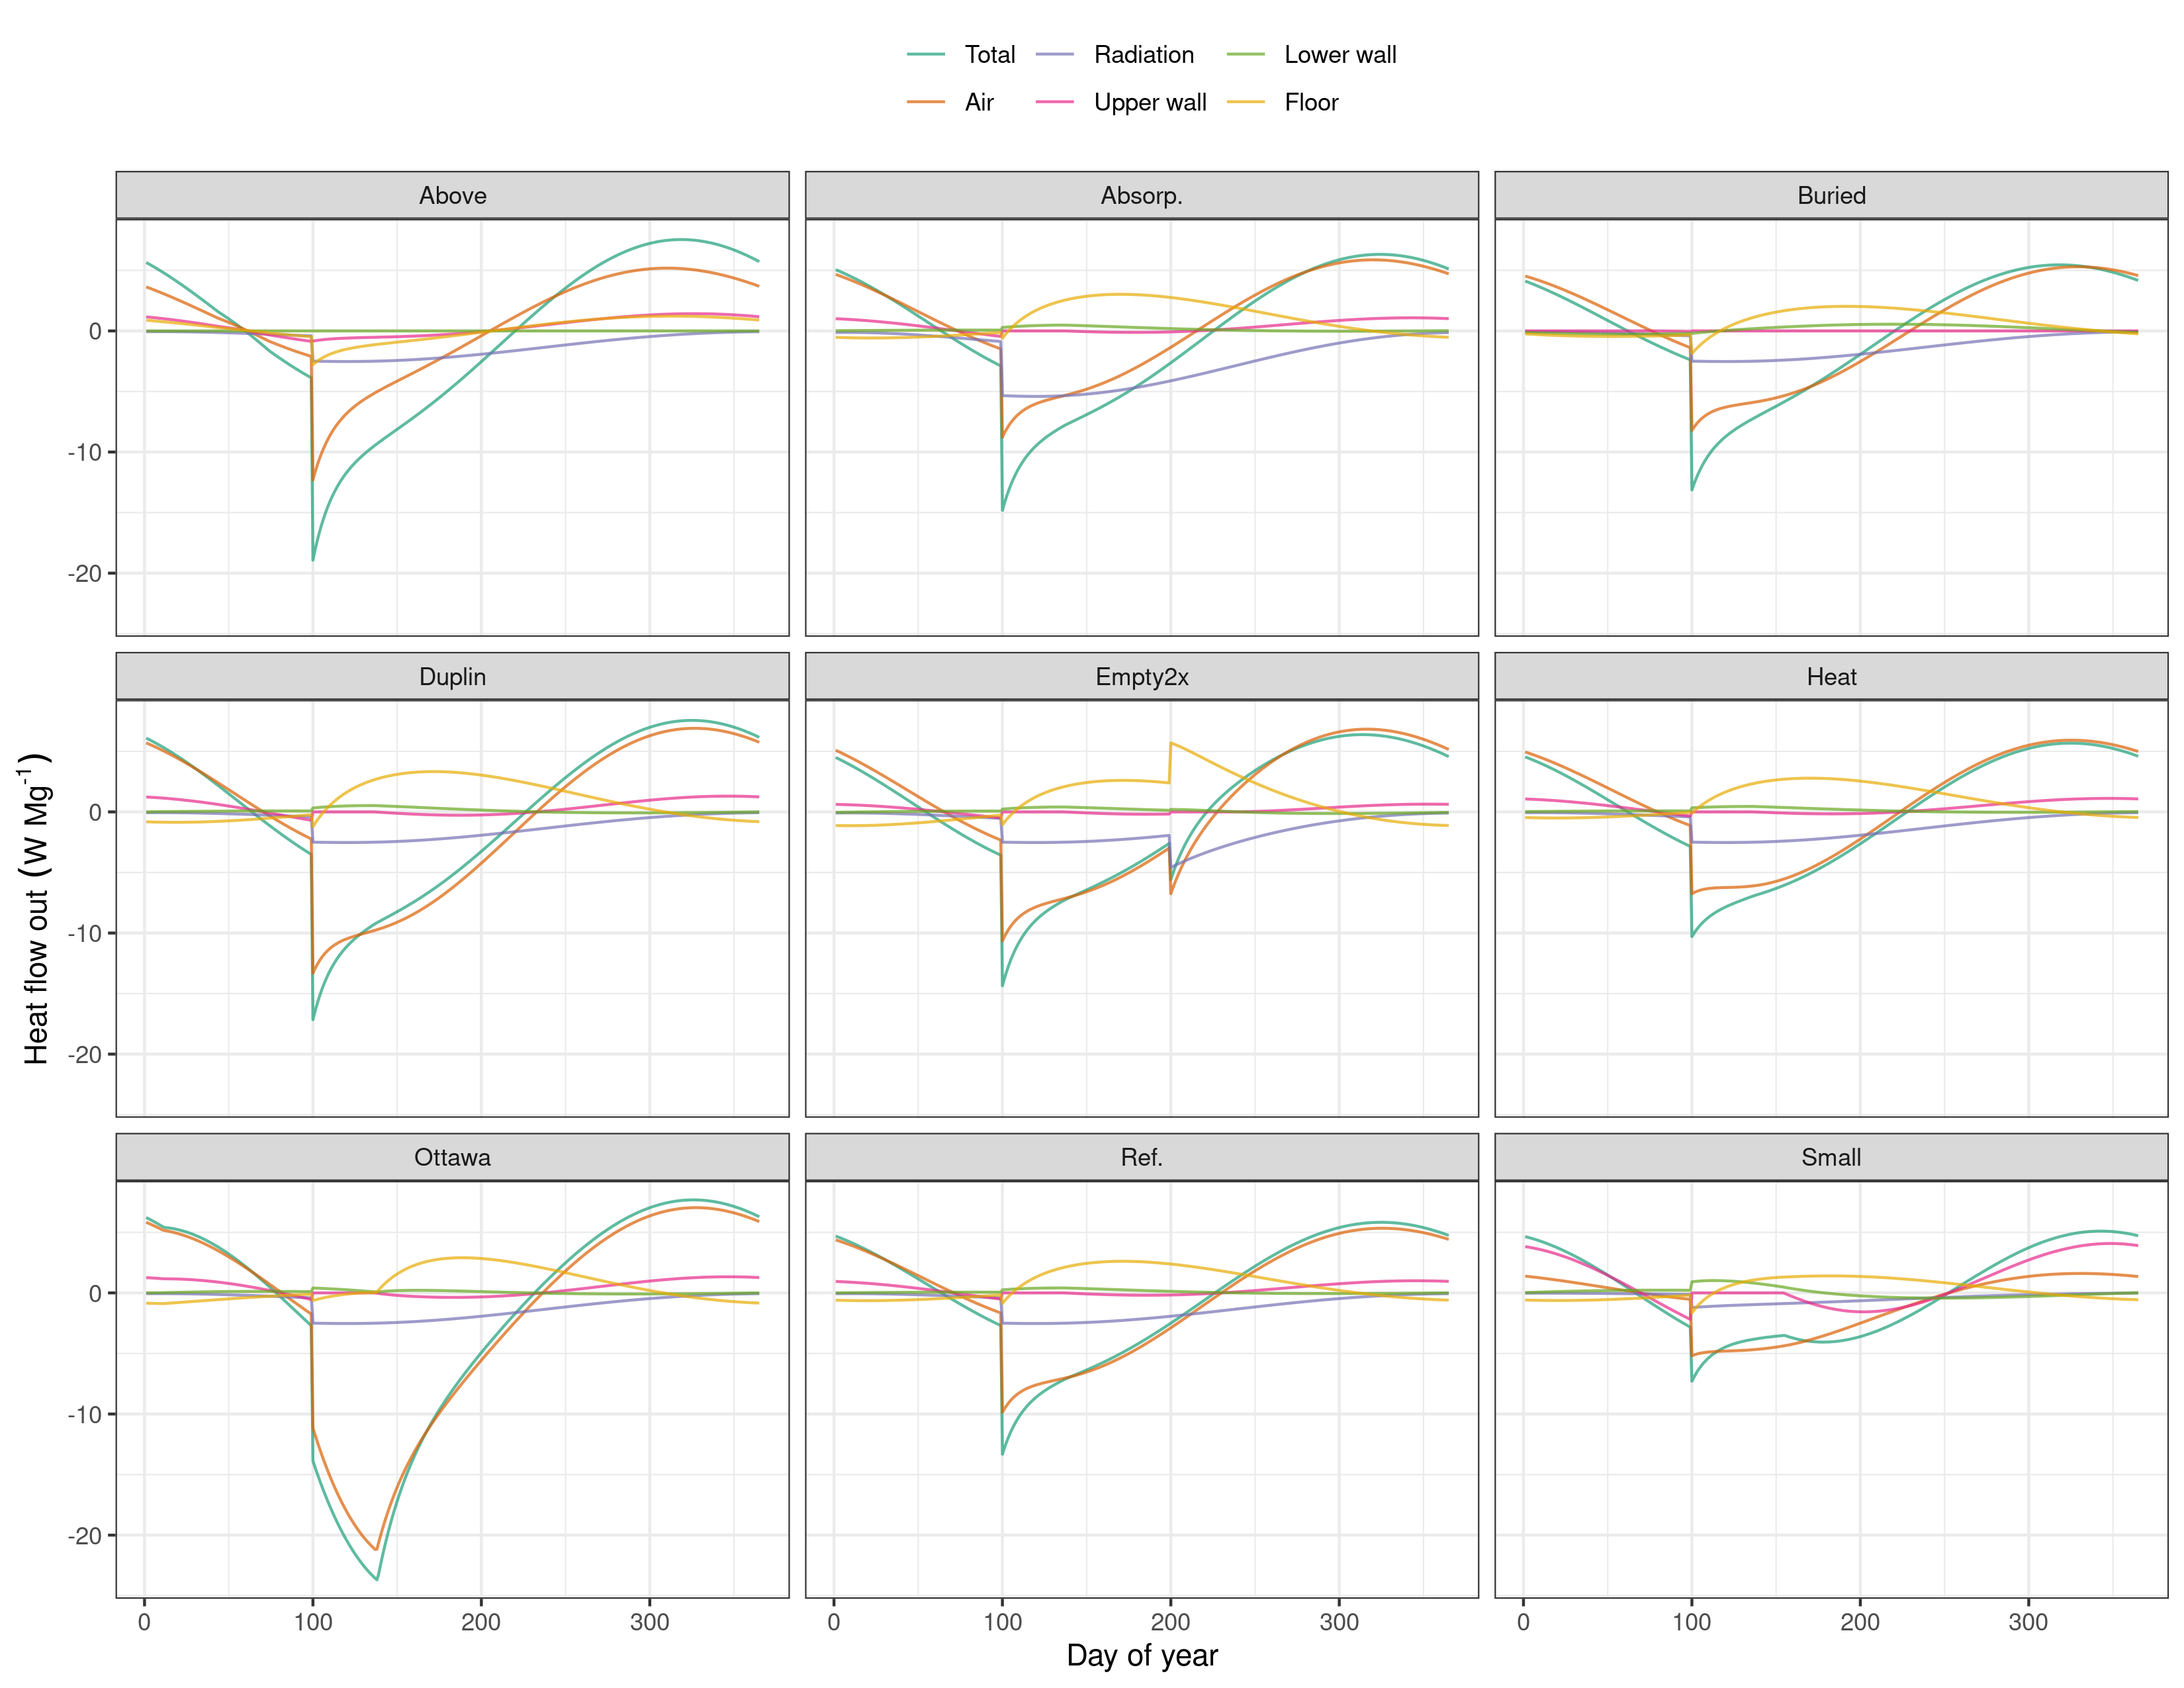 Total Radiation Lower wall
Air Upper wall Floor
Above Absorp. Buried
0
-10
-20
Duplin Empty2x Heat
0
-10
-20
Ottawa Ref. Small
0
-10
-20
0 100 200 300 0 100 200 300 0 100 200 300
Day of year
Heat flow out (W Mg⁻¹)